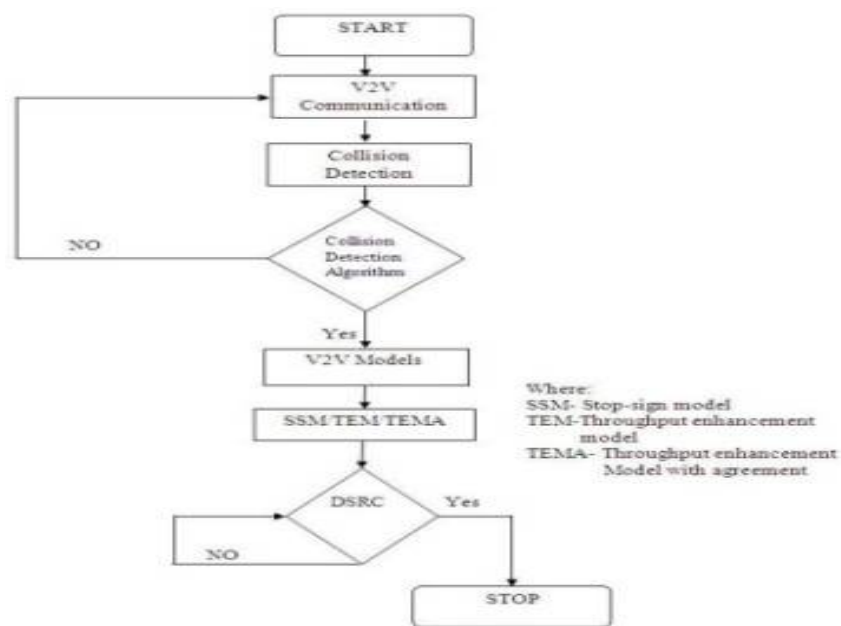 START
V2V
Communication
Collision
Detection
NO
Collision
Detection
Algorithm
Yes
V2V Models
SSM/TEM/TEMA
Where:
SSM- Stop-sign model
TEM-Throughput enhancement
model
TEMA- Throughput enhancement
Model with agreement
DSRC
Yes
NO
STOP